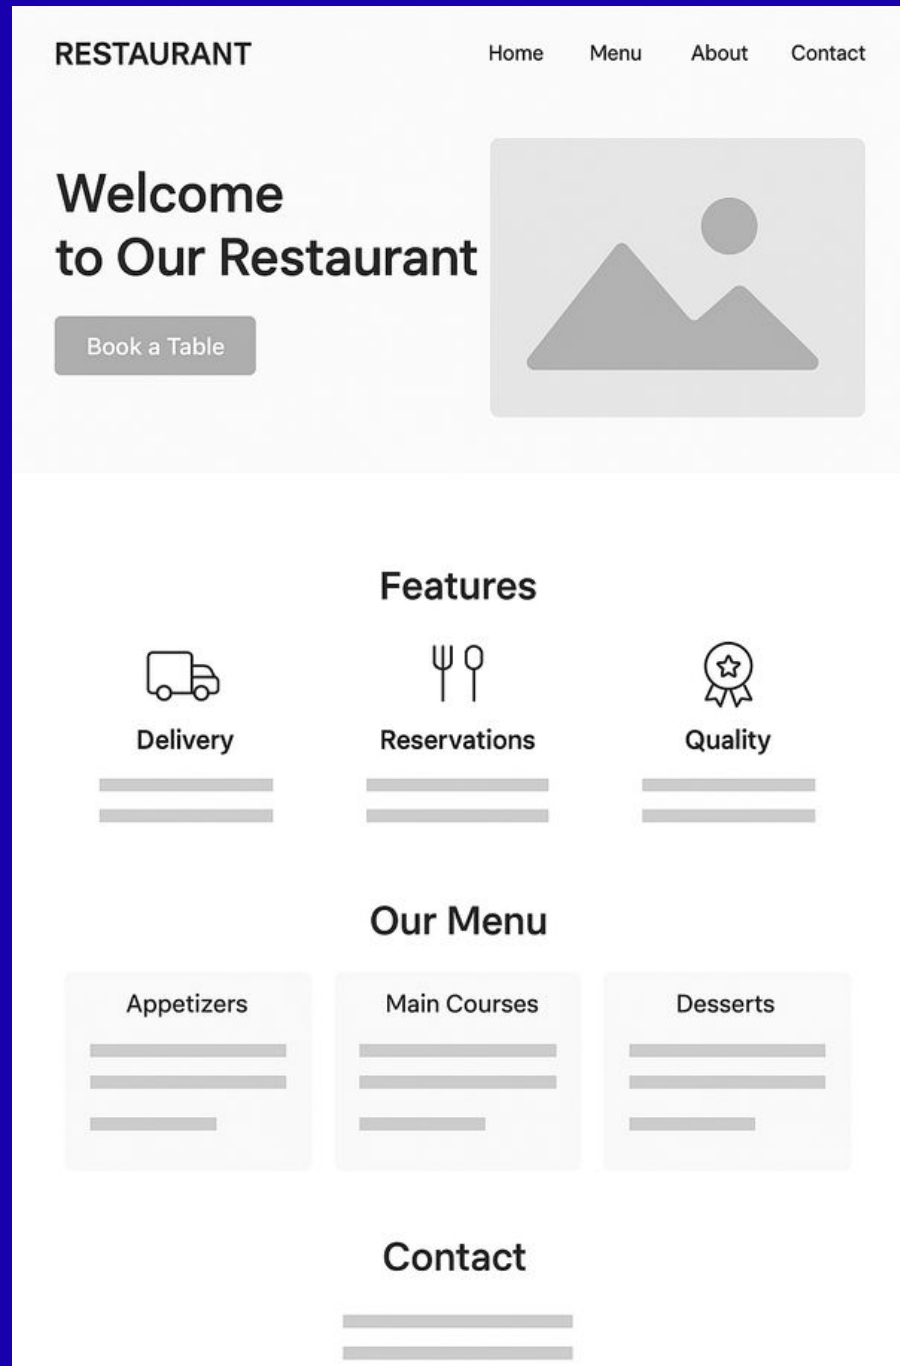 RESTAURANT
Home Menu About Contact
Welcome
to Our Restaurant
Book a Table
Features
Delivery Reservations Quality
Our Menu
Appetizers Main Courses Desserts
Contact